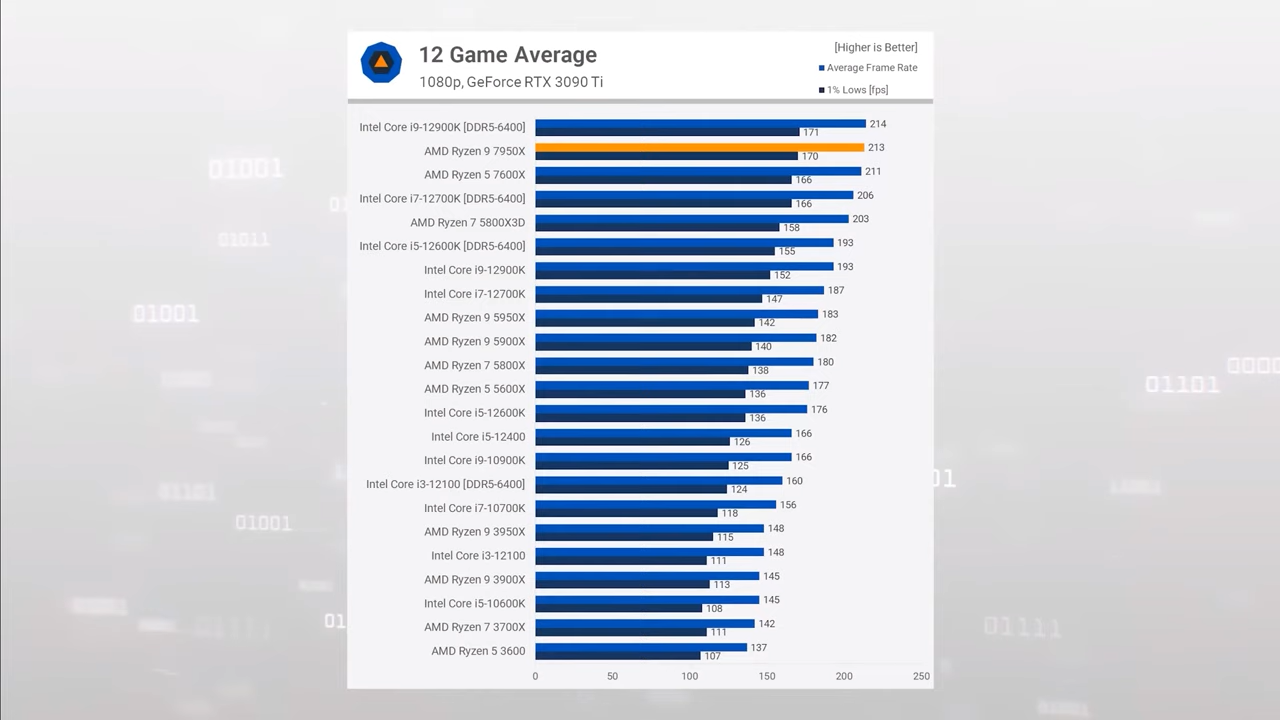 12 Game Average
1080p, GeForce RTX 3090 Ti
[Higher is Better]
Average Frame Rate
1% Lows [fps]
Intel Core i9-12900K [DDR5-6400] 214 171
AMD Ryzen 9 7950X 213 170
AMD Ryzen 5 7600X 211 166
Intel Core i7-12700K [DDR5-6400] 206 166
AMD Ryzen 7 5800X3D 203 158
Intel Core i5-12600K [DDR5-6400] 193 155
Intel Core i9-12900K 193 152
Intel Core i7-12700K 187 147
AMD Ryzen 9 5950X 183 142
AMD Ryzen 9 5900X 182 140
AMD Ryzen 7 5800X 180 138
AMD Ryzen 5 5600X 177 136
Intel Core i5-12600K 176 136
Intel Core i5-12400 166 126
Intel Core i9-10900K 166 125
Intel Core i3-12100 [DDR5-6400] 160 124
Intel Core i7-10700K 156 118
AMD Ryzen 9 3950X 148 115
Intel Core i3-12100 148 111
AMD Ryzen 9 3900X 145 113
Intel Core i5-10600K 145 108
AMD Ryzen 7 3700X 142 111
AMD Ryzen 5 3600 137 107
0 50 100 150 200 250
01001
01011
01001
01101
01001
01111